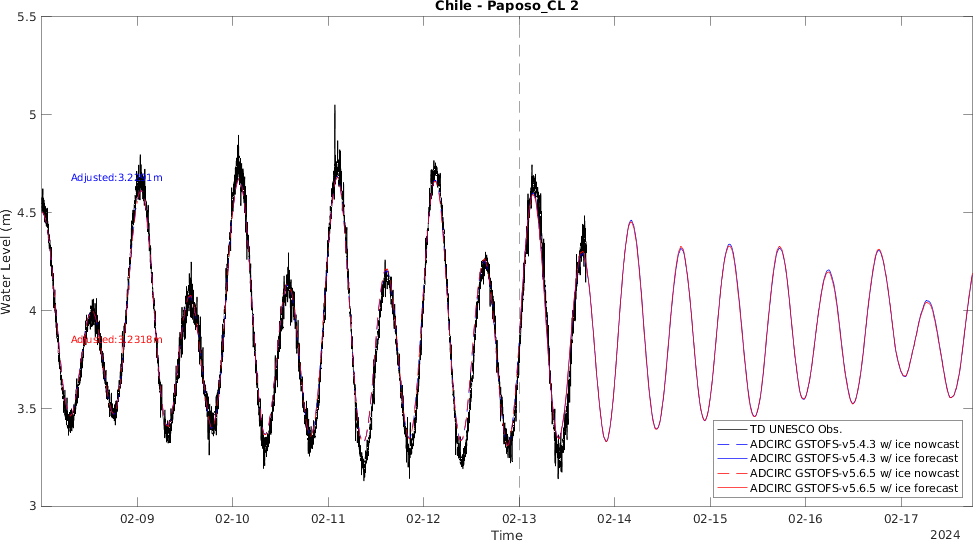 Chile - Paposo_CL 2
5.5
5
4.5
4
3.5
3
Water Level (m)
Adjusted:3.2318m
02-09
02-10
02-11
02-12
02-13
02-14
02-15
02-16
02-17
Time
2024
TD UNESCO Obs.
ADCIRC GSTOFS-v5.4.3 w/ ice nowcast
ADCIRC GSTOFS-v5.4.3 w/ ice forecast
ADCIRC GSTOFS-v5.6.5 w/ ice nowcast
ADCIRC GSTOFS-v5.6.5 w/ ice forecast